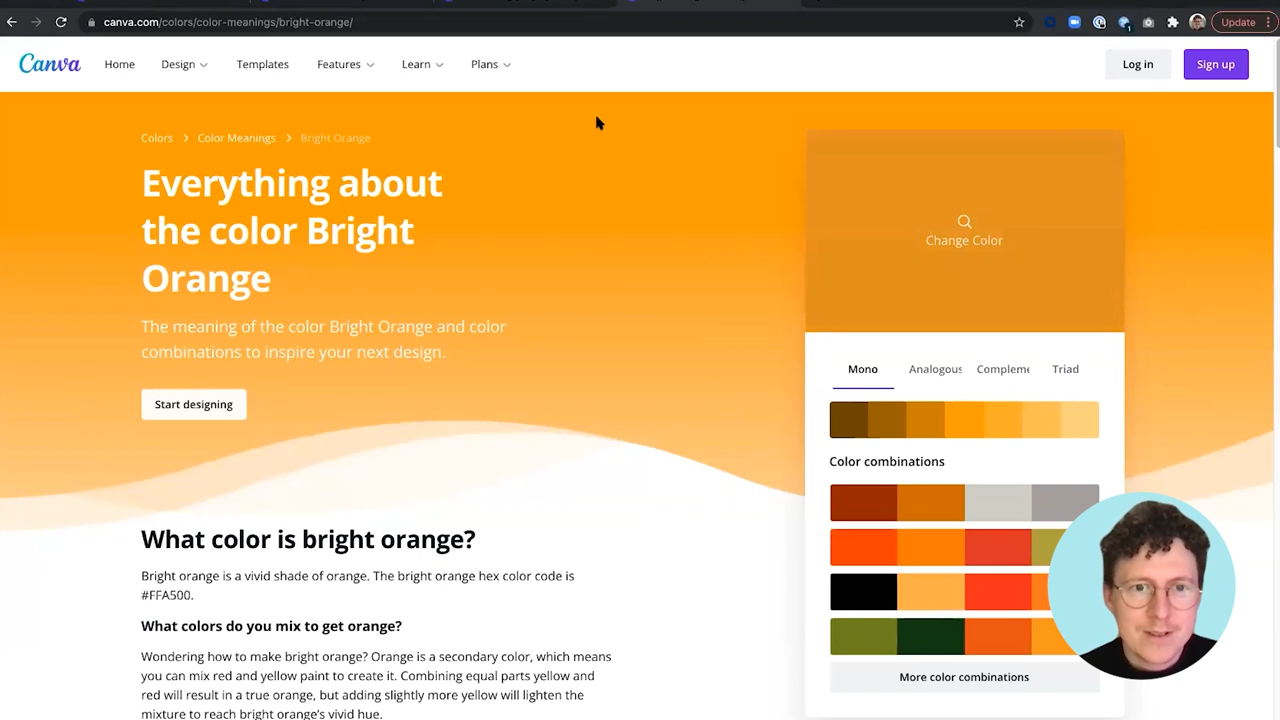 canva.com/colors/color-meanings/bright-orange/
Update
Canva
Home
Design
Templates
Features
Learn
Plans
Log in
Sign up
Colors > Color Meanings > Bright Orange
Everything about
the color Bright
Orange
The meaning of the color Bright Orange and color
combinations to inspire your next design.
Start designing
Change Color
Mono
Analogous
Compleme
Triad
Color combinations
More color combinations
What color is bright orange?
Bright orange is a vivid shade of orange. The bright orange hex color code is
#FFA500.
What colors do you mix to get orange?
Wondering how to make bright orange? Orange is a secondary color, which means
you can mix red and yellow paint to create it. Combining equal parts yellow and
red will result in a true orange, but adding slightly more yellow will lighten the
mixture to reach bright orange's vivid hue.